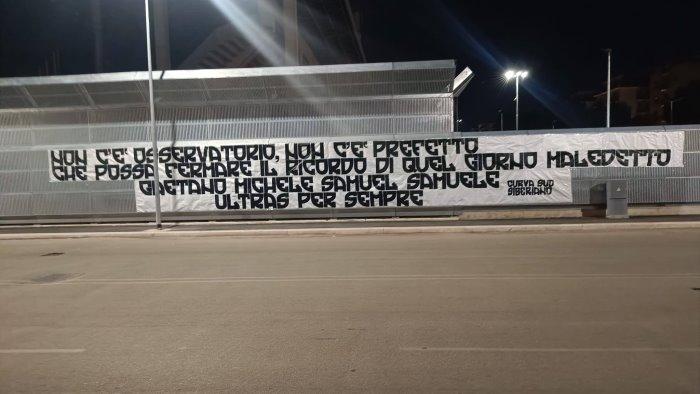 NON C'E' OSSERVATORIO, NON C'E' PREFETTO
CHE POSSA FERMARE IL RICORDO DI QUEL GIORNO MALEDETTO
GAETANO MICHELE SAMUEL SAMUELE
ULTRAS PER SEMPRE
CURVA SUD
SIBERIANO